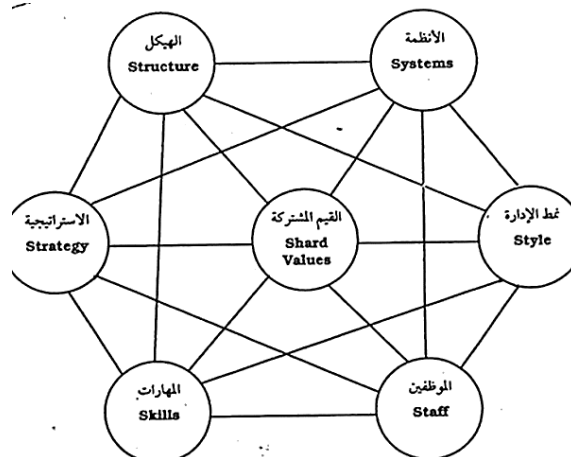 الهيكل
Structure
الأنظمة
Systems
الاستراتيجية
Strategy
القيم المشتركة
Shard
Values
نمط الإدارة
Style
المهارات
Skills
الموظفين
Staff